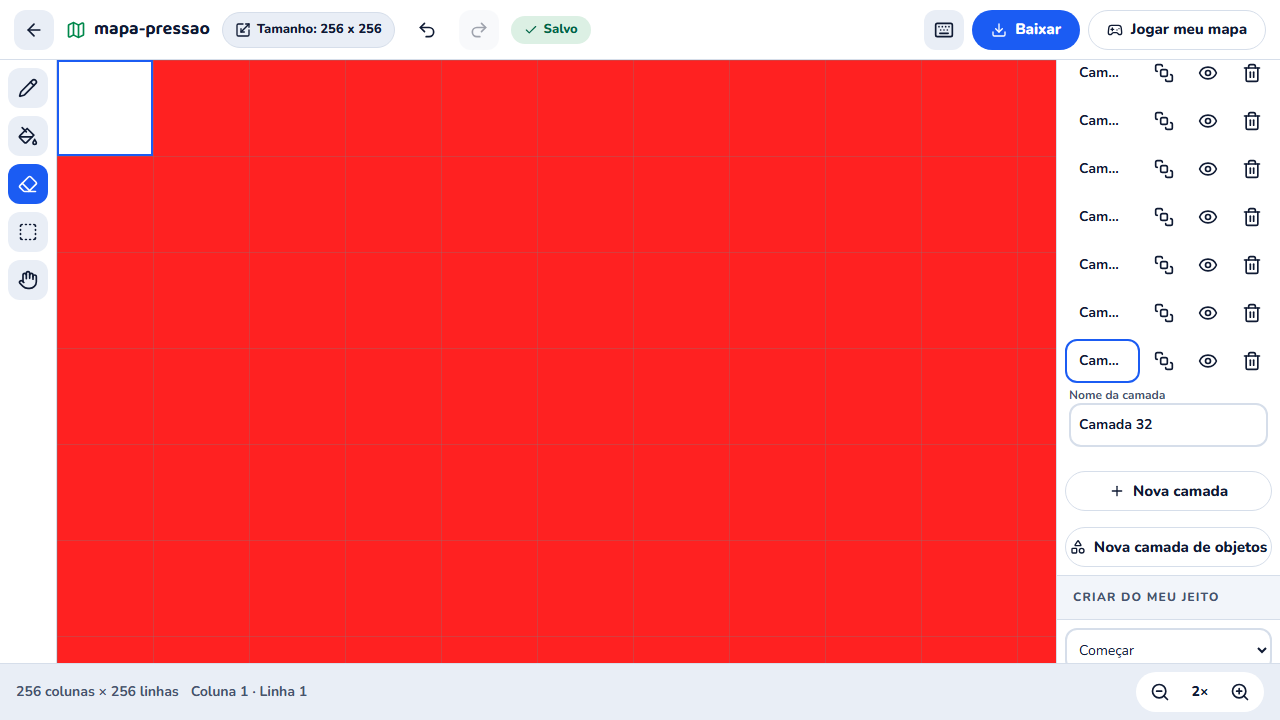 mapa-pressao
Tamanho: 256 x 256
Salvo
Baixar
Jogar meu mapa
Cam...
Cam...
Cam...
Cam...
Cam...
Cam...
Cam...
Nome da camada
Camada 32
Nova camada
Nova camada de objetos
CRIAR DO MEU JEITO
Começar
256 colunas × 256 linhas
Coluna 1 · Linha 1
2×